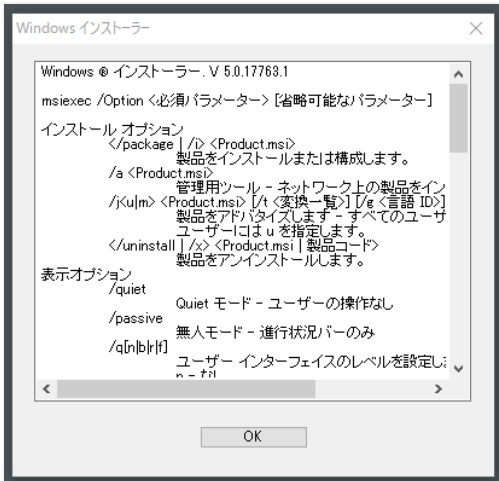 Windows インストーラー
Windows ® インストーラー. V 5.0.17763.1
msiexec /Option <必須パラメーター> [省略可能なパラメーター]
インストール オプション
</package | /i> <Product.msi>
製品をインストールまたは構成します。
/a <Product.msi>
管理用ツール - ネットワーク上の製品をイン
/j<u|m> <Product.msi> [/t <変換一覧>] [/g <言語 ID>]
製品をアドバタイズします - すべてのユーザ
ユーザーには u を指定します。
</uninstall | /x> <Product.msi | 製品コード>
製品をアンインストールします。
表示オプション
/quiet
Quiet モード - ユーザーの操作なし
/passive
無人モード - 進行状況バーのみ
/q[n|b|r|f]
ユーザー インターフェイスのレベルを設定しま
OK